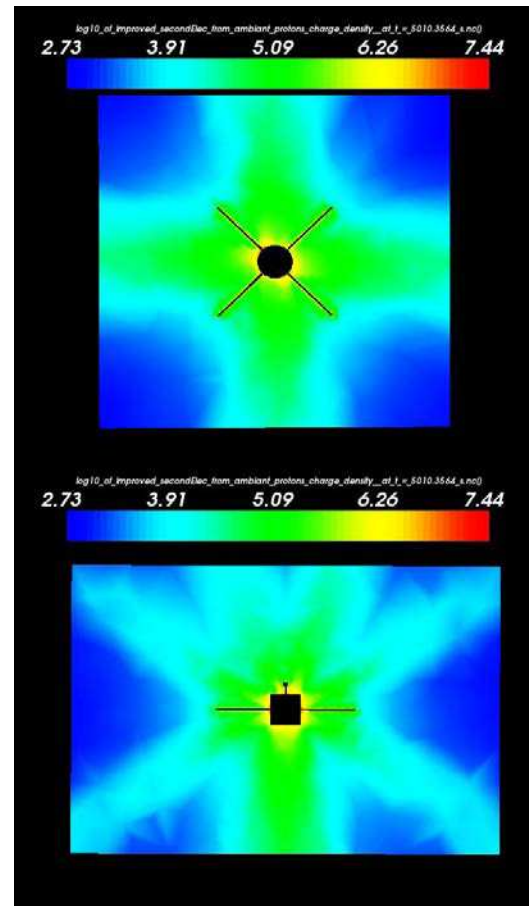 log10_of_improved_secondElec_from_ambiant_protons_charge_density__at_t_=_5010.3564_s.nc()
2.73 3.91 5.09 6.26 7.44
log10_of_improved_secondElec_from_ambiant_protons_charge_density__at_t_=_5010.3564_s.nc()
2.73 3.91 5.09 6.26 7.44